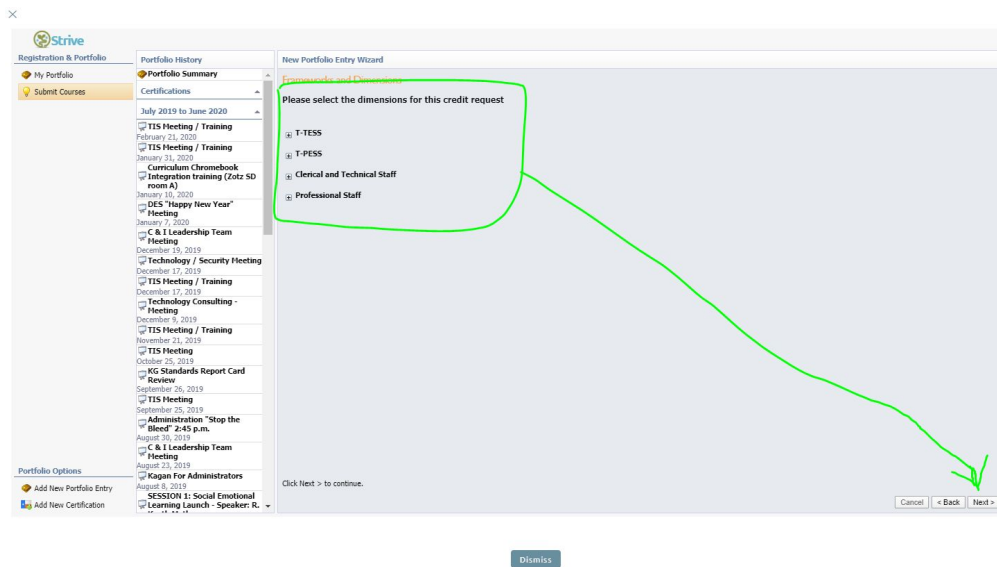 Strive
Registration & Portfolio
My Portfolio
Submit Courses
Portfolio Options
Add New Portfolio Entry
Add New Certification
Portfolio History
Portfolio Summary
Certifications
July 2019 to June 2020
TIS Meeting / Training
February 21, 2020
TIS Meeting / Training
January 31, 2020
Curriculum Chromebook
Integration training (Zotz SD
room A)
January 10, 2020
DES "Happy New Year"
Meeting
January 7, 2020
C & I Leadership Team
Meeting
December 19, 2019
Technology / Security Meeting
December 17, 2019
TIS Meeting / Training
December 17, 2019
Technology Consulting -
Meeting
December 9, 2019
TIS Meeting / Training
November 21, 2019
TIS Meeting
October 25, 2019
KG Standards Report Card
Review
September 26, 2019
TIS Meeting
September 25, 2019
Administration "Stop the
Bleed" 2:45 p.m.
August 30, 2019
C & I Leadership Team
Meeting
August 23, 2019
Kagan For Administrators
August 8, 2019
SESSION 1: Social Emotional
Learning Launch - Speaker: R.
New Portfolio Entry Wizard
Frameworks and Dimensions
Please select the dimensions for this credit request
T-TESS
T-PESS
Clerical and Technical Staff
Professional Staff
Click Next > to continue.
Cancel
< Back
Next >
Dismiss